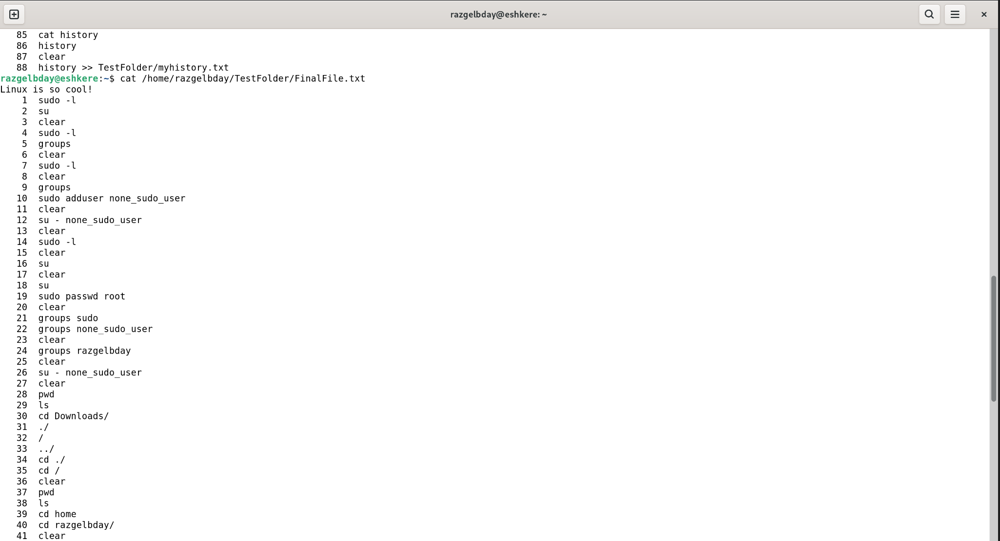 razgelbday@eshkere: ~
85  cat history
86  history
87  clear
88  history >> TestFolder/myhistory.txt
razgelbday@eshkere:~$ cat /home/razgelbday/TestFolder/FinalFile.txt
Linux is so cool!
1  sudo -l
2  su
3  clear
4  sudo -l
5  groups
6  clear
7  sudo -l
8  clear
9  groups
10  sudo adduser none_sudo_user
11  clear
12  su - none_sudo_user
13  clear
14  sudo -l
15  clear
16  su
17  clear
18  su
19  sudo passwd root
20  clear
21  groups sudo
22  groups none_sudo_user
23  clear
24  groups razgelbday
25  clear
26  su - none_sudo_user
27  clear
28  pwd
29  ls
30  cd Downloads/
31  ./
32  /
33  ../
34  cd ./
35  cd /
36  clear
37  pwd
38  ls
39  cd home
40  cd razgelbday/
41  clear